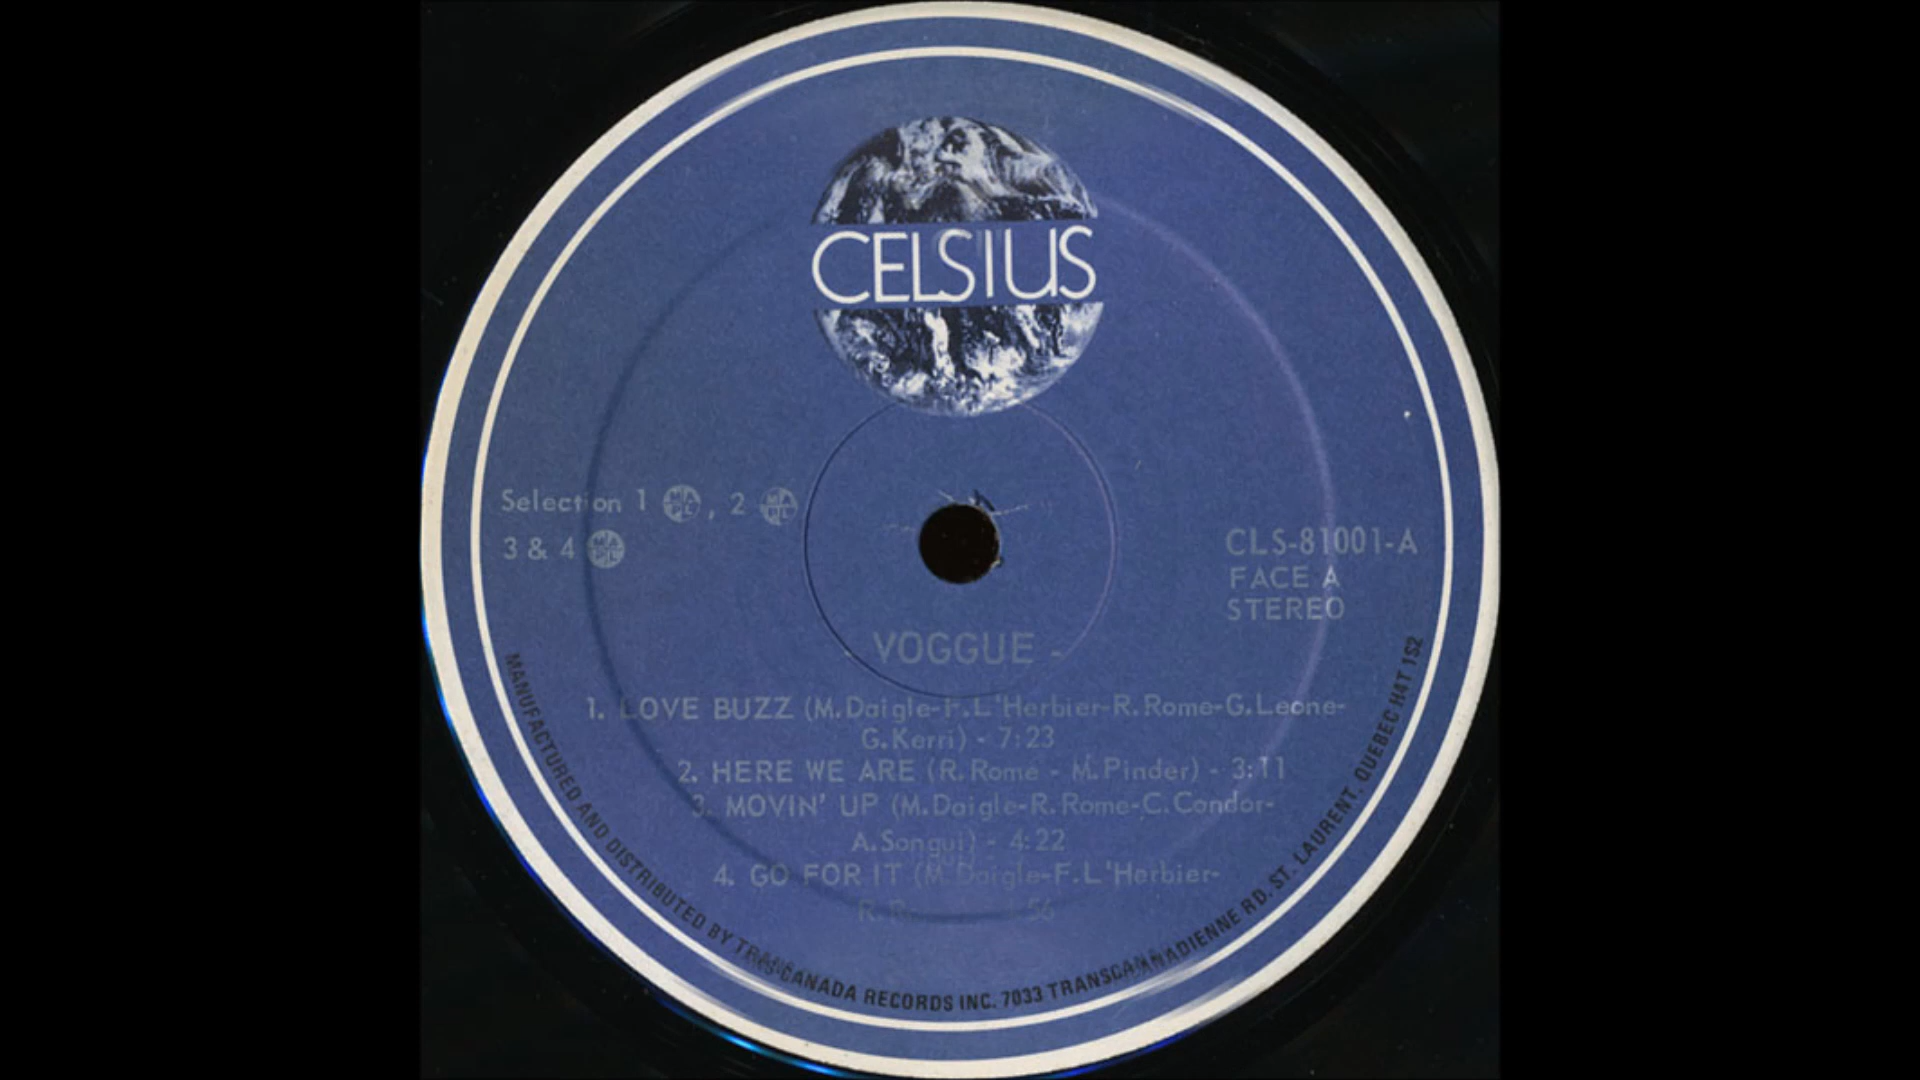 CELSIUS
Selection 1 MAPL, 2 MAPL
3 & 4 MAPL
CLS-81001-A
FACE A
STEREO
VOGGUE -
1. LOVE BUZZ (M.Daigle-F.L'Herbier-R.Rome-G.Leone-
G.Kerri) - 7:23
2. HERE WE ARE (R.Rome - M.Pinder) - 3:11
3. MOVIN' UP (M.Daigle-R.Rome-C.Condor-
A.Songui) - 4:22
4. GO FOR IT (M.Daigle-F.L'Herbier-
MANUFACTURED AND DISTRIBUTED BY TRANSCANADA RECORDS INC. 7033 TRANSCANADIENNE RD. ST. LAURENT, QUEBEC H4T 1S2